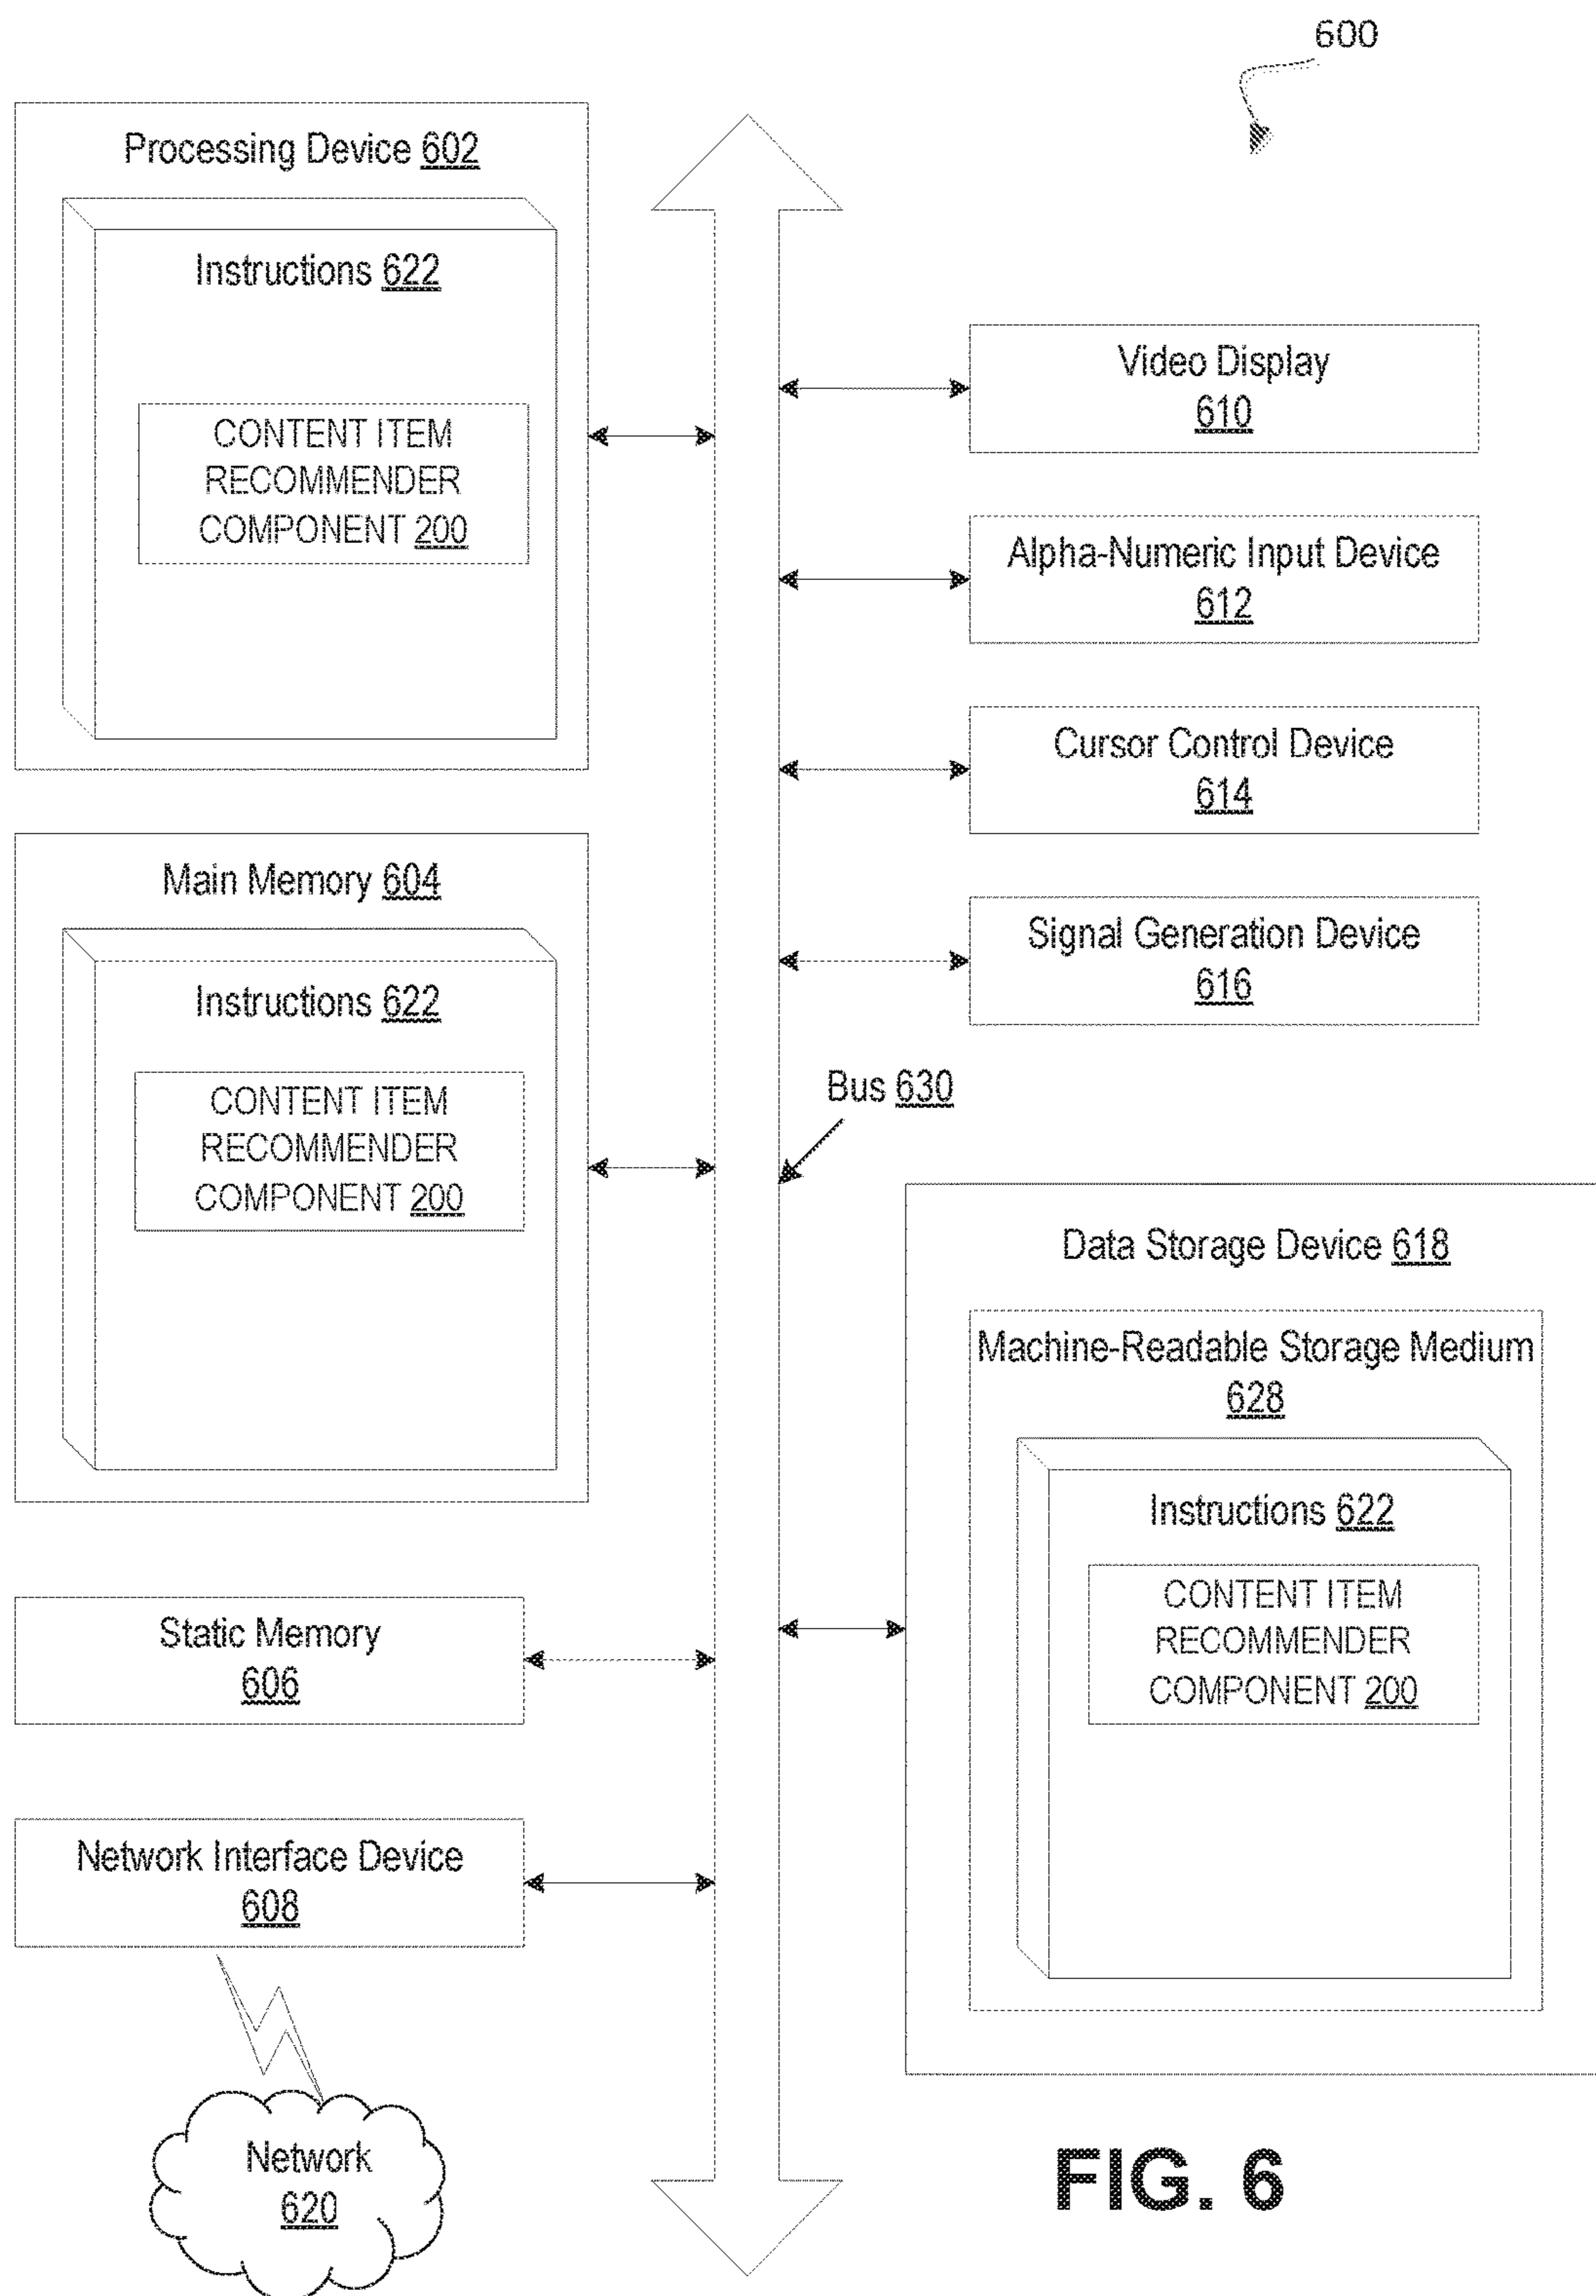 600
Processing Device 602
Instructions 622
CONTENT ITEM
RECOMMENDER
COMPONENT 200
Main Memory 604
Instructions 622
CONTENT ITEM
RECOMMENDER
COMPONENT 200
Static Memory
606
Network Interface Device
608
Network
620
Video Display
610
Alpha-Numeric Input Device
612
Cursor Control Device
614
Signal Generation Device
616
Bus 630
Data Storage Device 618
Machine-Readable Storage Medium
628
Instructions 622
CONTENT ITEM
RECOMMENDER
COMPONENT 200
FIG. 6